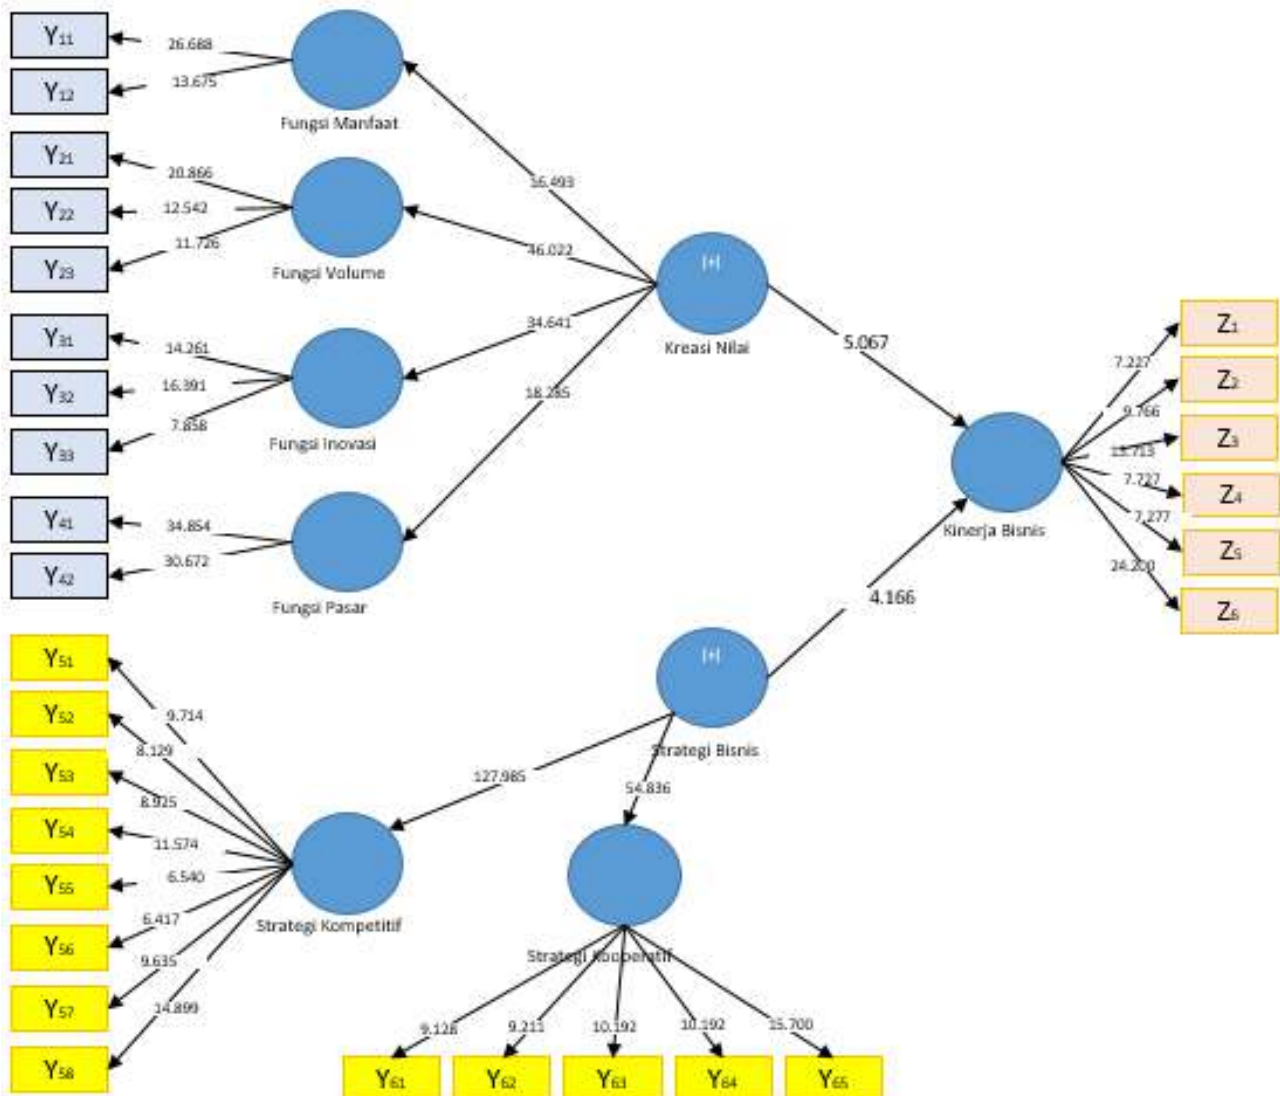 Y11
26.688
Y12
13.675
Fungsi Manfaat
Y21
20.866
Y22
12.542
Y23
11.726
Fungsi Volume
Y31
14.261
Y32
16.391
Y33
7.858
Fungsi Inovasi
Y41
34.854
Y42
30.672
Fungsi Pasar
16.493
46.022
34.641
18.285
[+]
Kreasi Nilai
5.067
Kinerja Bisnis
7.227
Z1
9.766
Z2
13.713
Z3
7.727
Z4
7.277
Z5
24.200
Z6
4.166
[+]
Strategi Bisnis
127.985
54.836
Y51
9.714
Y52
8.129
Y53
8.925
Y54
11.574
Y55
6.540
Y56
6.417
Y57
9.635
Y58
14.899
Strategi Kompetitif
Strategi Kooperatif
9.128
9.211
10.192
10.192
15.700
Y61
Y62
Y63
Y64
Y65